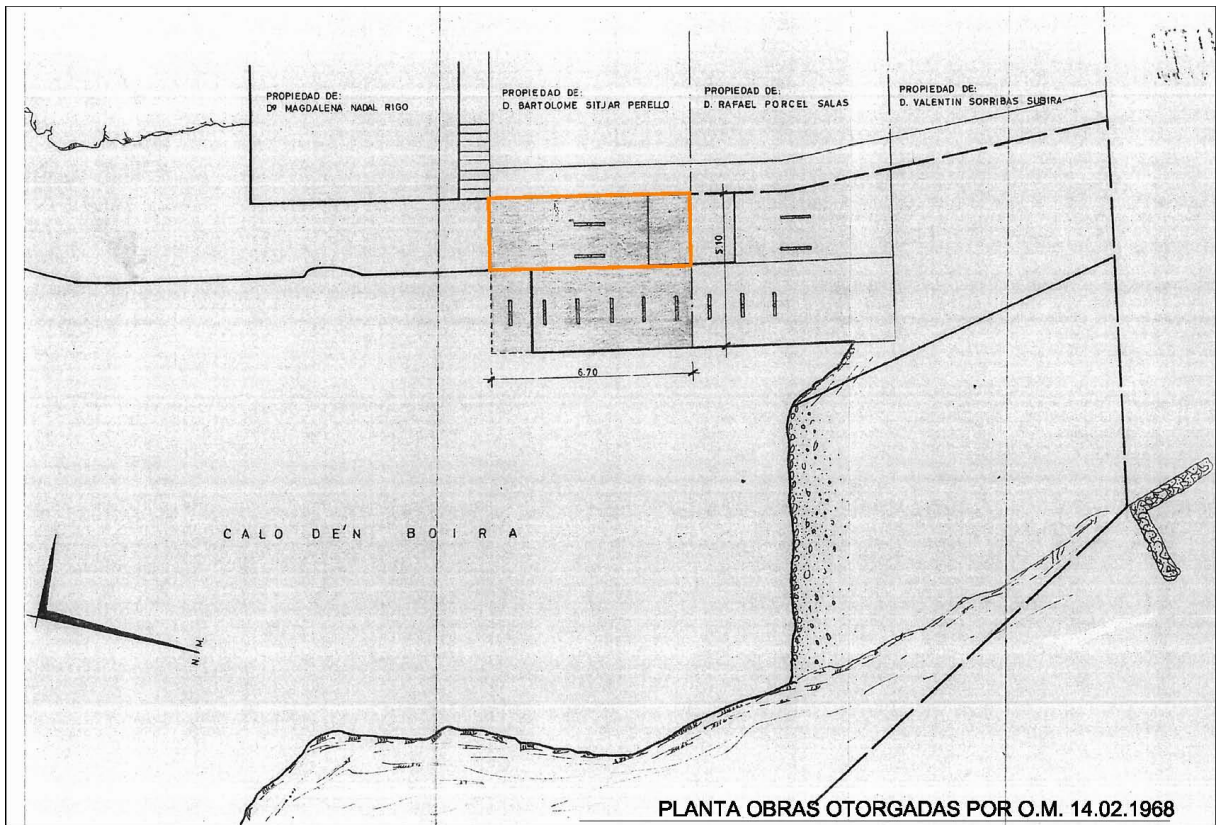 PROPIEDAD DE:
Dª MAGDALENA NADAL RIGO
PROPIEDAD DE:
D. BARTOLOME SITJAR PERELLO
PROPIEDAD DE:
D. RAFAEL PORCEL SALAS
PROPIEDAD DE:
D. VALENTIN SORRIBAS SUBIRA
5.10
6.70
CALO DE'N BOIRA
N. M.
PLANTA OBRAS OTORGADAS POR O.M. 14.02.1968